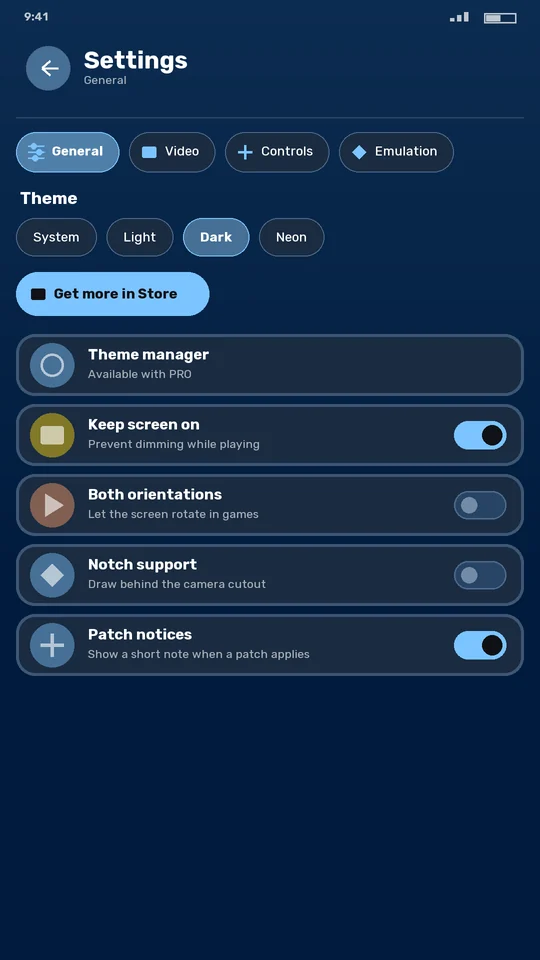 9:41
Settings
General
General
Video
Controls
Emulation
Theme
System
Light
Dark
Neon
Get more in Store
Theme manager
Available with PRO
Keep screen on
Prevent dimming while playing
Both orientations
Let the screen rotate in games
Notch support
Draw behind the camera cutout
Patch notices
Show a short note when a patch applies